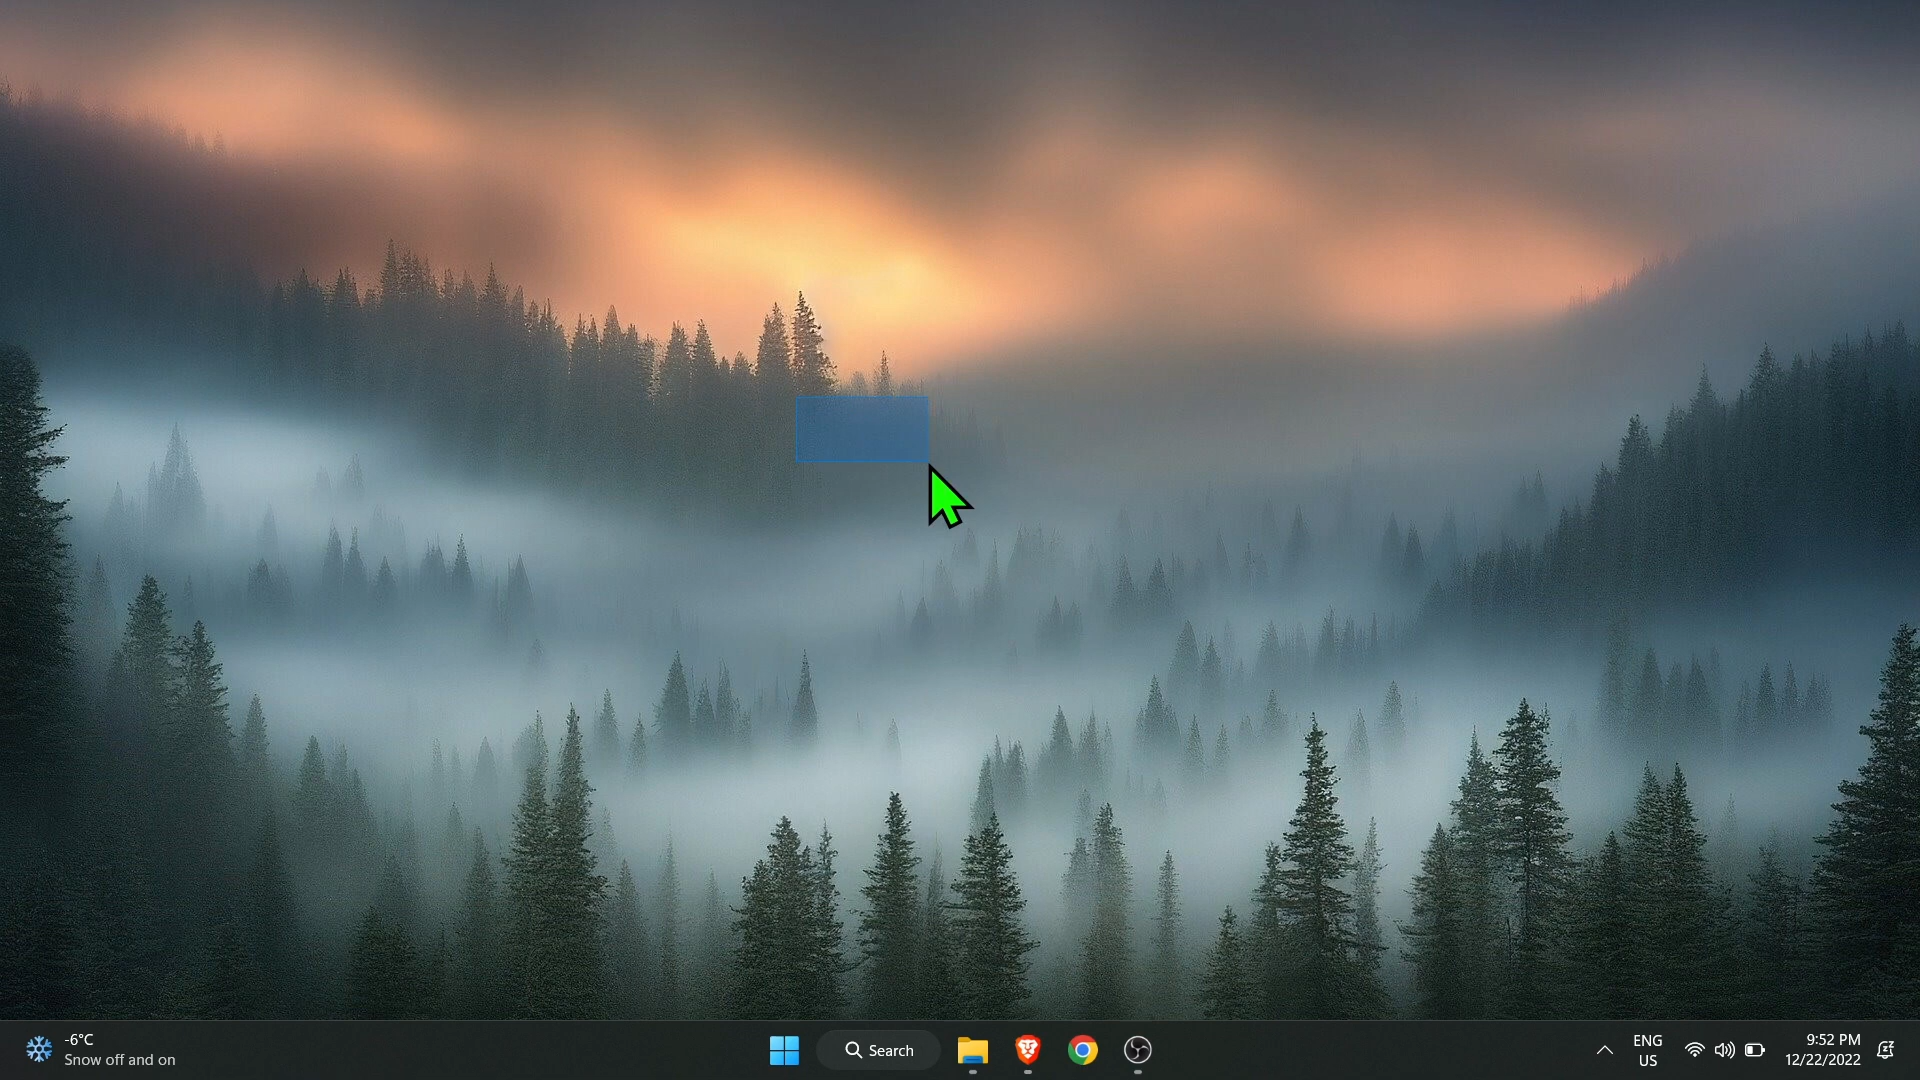 -6°C
Snow off and on
Search
ENG
US
9:52 PM
12/22/2022